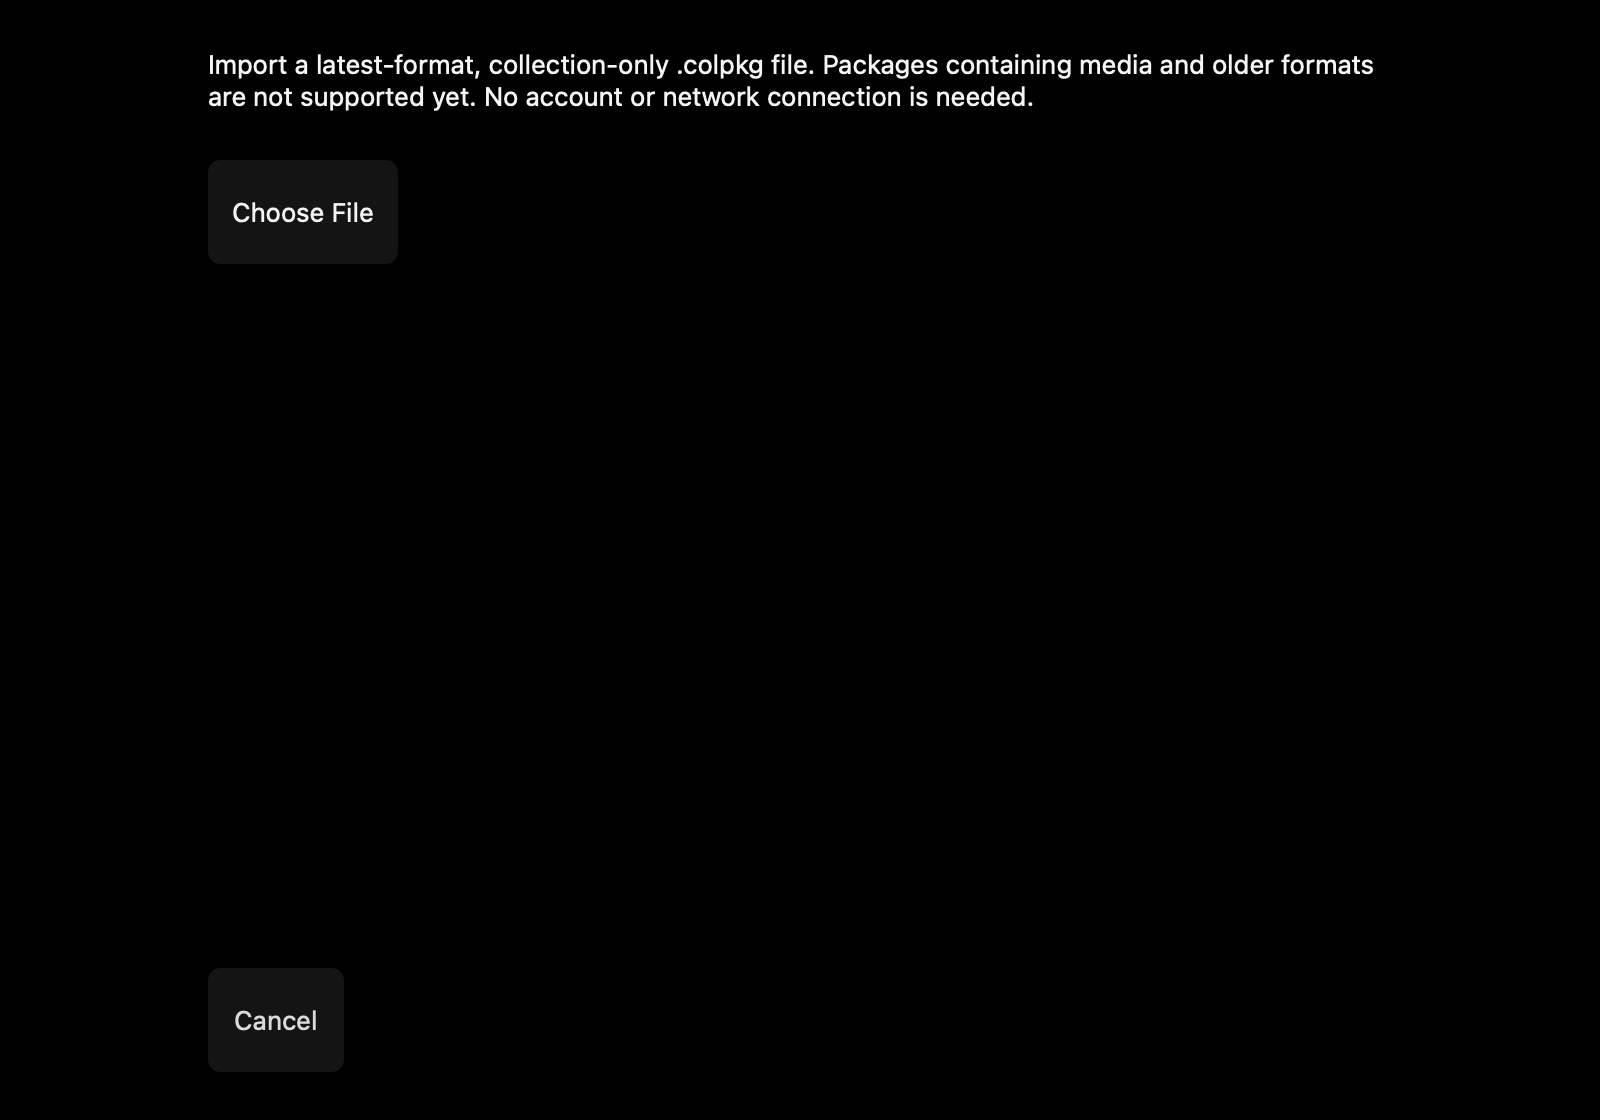 Import a latest-format, collection-only .colpkg file. Packages containing media and older formats
are not supported yet. No account or network connection is needed.
Choose File
Cancel